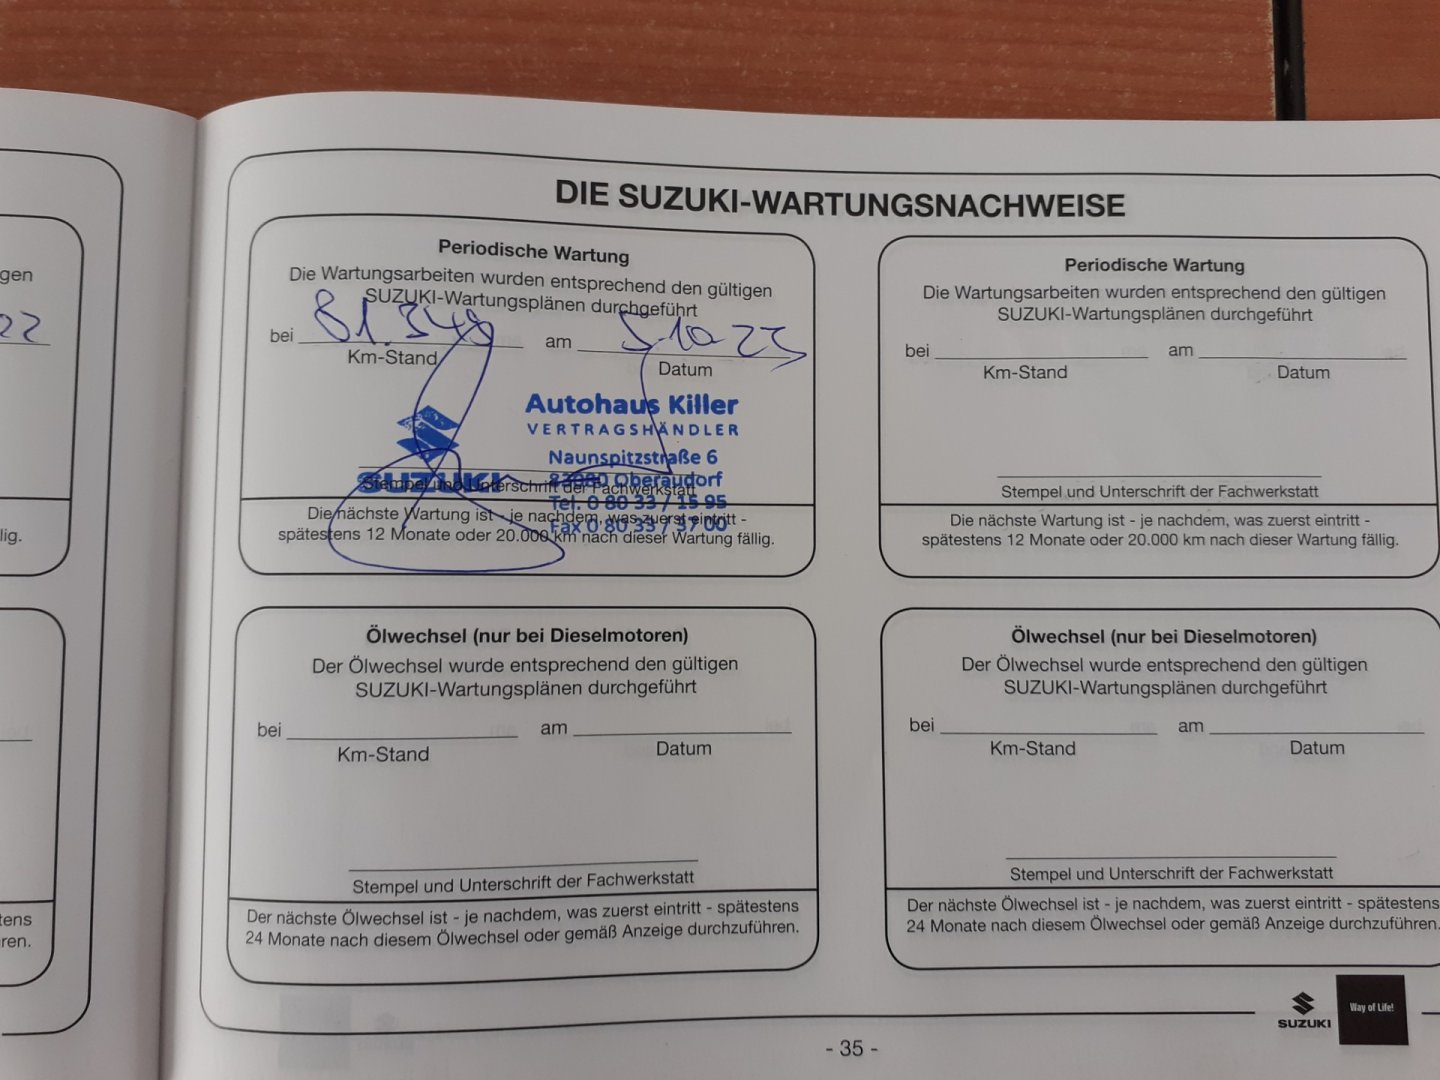 DIE SUZUKI-WARTUNGSNACHWEISE
gen
22
lig.
tens
ren.
Periodische Wartung
Die Wartungsarbeiten wurden entsprechend den gültigen
SUZUKI-Wartungsplänen durchgeführt
bei 81.348 am 5.10.23
Km-Stand Datum
Autohaus Killer
VERTRAGSHÄNDLER
Naunspitzstraße 6
83080 Oberaudorf
Tel. 0 80 33 / 15 95
Fax 0 80 33 / 37 00
SUZUKI
Stempel und Unterschrift der Fachwerkstatt
Die nächste Wartung ist - je nachdem, was zuerst eintritt -
spätestens 12 Monate oder 20.000 km nach dieser Wartung fällig.
Periodische Wartung
Die Wartungsarbeiten wurden entsprechend den gültigen
SUZUKI-Wartungsplänen durchgeführt
bei am
Km-Stand Datum
Stempel und Unterschrift der Fachwerkstatt
Die nächste Wartung ist - je nachdem, was zuerst eintritt -
spätestens 12 Monate oder 20.000 km nach dieser Wartung fällig.
Ölwechsel (nur bei Dieselmotoren)
Der Ölwechsel wurde entsprechend den gültigen
SUZUKI-Wartungsplänen durchgeführt
bei am
Km-Stand Datum
Stempel und Unterschrift der Fachwerkstatt
Der nächste Ölwechsel ist - je nachdem, was zuerst eintritt - spätestens
24 Monate nach diesem Ölwechsel oder gemäß Anzeige durchzuführen.
Ölwechsel (nur bei Dieselmotoren)
Der Ölwechsel wurde entsprechend den gültigen
SUZUKI-Wartungsplänen durchgeführt
bei am
Km-Stand Datum
Stempel und Unterschrift der Fachwerkstatt
Der nächste Ölwechsel ist - je nachdem, was zuerst eintritt - spätestens
24 Monate nach diesem Ölwechsel oder gemäß Anzeige durchzuführen.
SUZUKI
Way of Life!
- 35 -